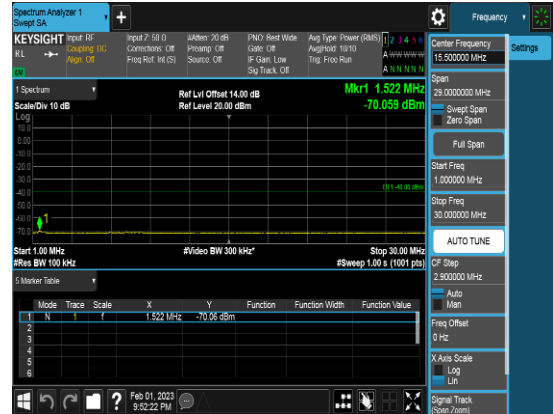 Spectrum Analyzer 1
Swept SA
+
Frequency
KEYSIGHT
RL
Input: RF
Coupling: DC
Align: Off
Input Z: 50 Ω
Corrections: Off
Freq Ref: Int (S)
#Atten: 20 dB
Preamp: Off
Source: Off
PNO: Best Wide
Gate: Off
IF Gain: Low
Sig Track: Off
Avg Type: Power (RMS)
Avg|Hold: 10/10
Trig: Free Run
1 2 3 4 5 6
A W W W W W
A N N N N N
1 Spectrum
Scale/Div 10 dB
Ref Lvl Offset 14.00 dB
Ref Level 20.00 dBm
Mkr1 1.522 MHz
-70.059 dBm
Log
10.0
0.00
-10.0
-20.0
-30.0
-40.0
-50.0
-60.0
-70.0
DL1 -40.00 dBm
1
Start 1.00 MHz
#Res BW 100 kHz
#Video BW 300 kHz*
Stop 30.00 MHz
#Sweep 1.00 s (1001 pts)
5 Marker Table
Mode Trace Scale X Y Function Function Width Function Value
1 N 1 f 1.522 MHz -70.06 dBm
2
3
4
5
6
Feb 01, 2023
9:52:22 PM
Center Frequency
15.500000 MHz
Settings
Span
29.0000000 MHz
Swept Span
Zero Span
Full Span
Start Freq
1.000000 MHz
Stop Freq
30.000000 MHz
AUTO TUNE
CF Step
2.900000 MHz
Auto
Man
Freq Offset
0 Hz
X Axis Scale
Log
Lin
Signal Track
(Span Zoom)